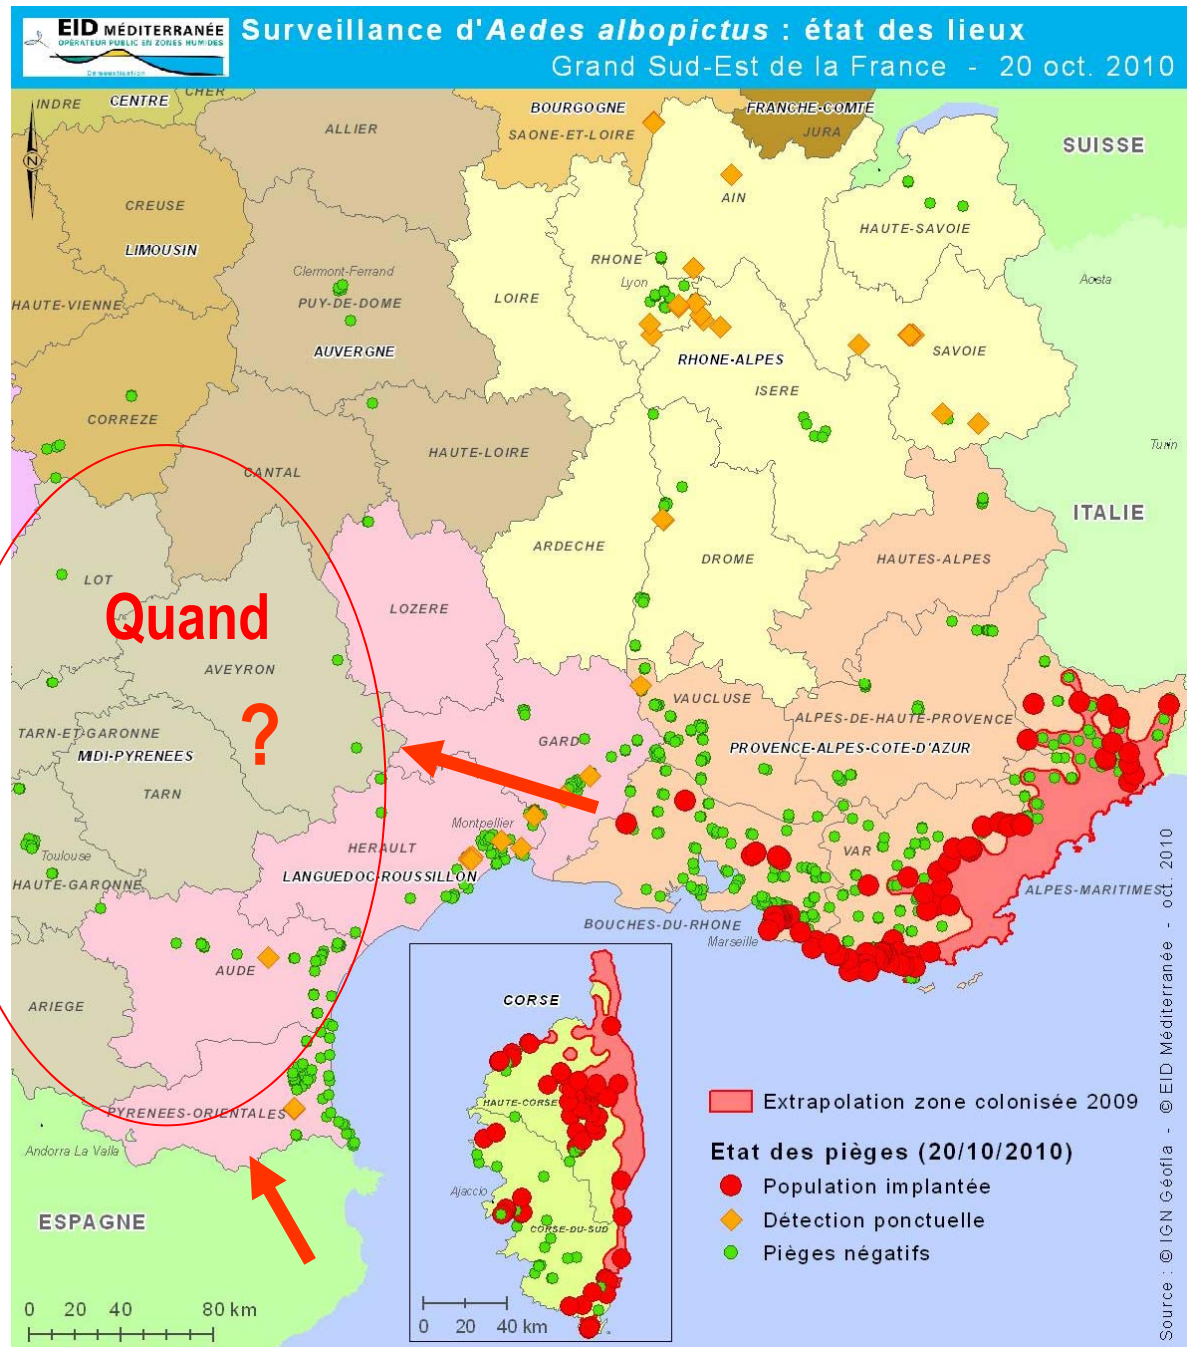 EID MÉDITERRANÉE
OPÉRATEUR PUBLIC EN ZONES HUMIDES
Démoustication
Surveillance d'Aedes albopictus : état des lieux
Grand Sud-Est de la France - 20 oct. 2010
INDRE
CENTRE
CHER
ALLIER
BOURGOGNE
SAONE-ET-LOIRE
FRANCHE-COMTE
JURA
SUISSE
N
CREUSE
LIMOUSIN
AIN
HAUTE-SAVOIE
RHONE
Lyon
Clermont-Ferrand
PUY-DE-DOME
HAUTE-VIENNE
LOIRE
Aosta
AUVERGNE
RHONE-ALPES
SAVOIE
ISERE
CORREZE
HAUTE-LOIRE
Turin
CANTAL
ITALIE
ARDECHE
DROME
HAUTES-ALPES
LOT
Quand
?
LOZERE
AVEYRON
VAUCLUSE
ALPES-DE-HAUTE-PROVENCE
TARN-ET-GARONNE
MIDI-PYRENEES
GARD
PROVENCE-ALPES-COTE-D'AZUR
TARN
Montpellier
HERAULT
VAR
Toulouse
LANGUEDOC-ROUSSILLON
HAUTE-GARONNE
ALPES-MARITIMES
BOUCHES-DU-RHONE
Marseille
AUDE
ARIEGE
CORSE
PYRENEES-ORIENTALES
HAUTE-CORSE
Andorra La Valla
Ajaccio
CORSE-DU-SUD
ESPAGNE
0 20 40 80 km
0 20 40 km
Extrapolation zone colonisée 2009
Etat des pièges (20/10/2010)
Population implantée
Détection ponctuelle
Pièges négatifs
Source : © IGN Géofla - © EID Méditerranée - oct. 2010